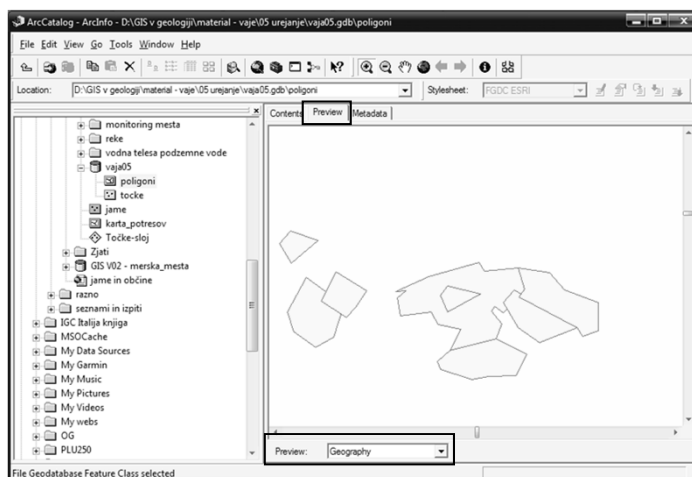 ArcCatalog - ArcInfo - D:\GIS v geologiji\material - vaje\05 urejanje\vaja05.gdb\poligoni
File Edit View Go Tools Window Help
Location: D:\GIS v geologiji\material - vaje\05 urejanje\vaja05.gdb\poligoni Stylesheet: FGDC ESRI
Contents Preview Metadata
monitoring mesta
reke
vodna telesa podzemne vode
vaja05
poligoni
tocke
jame
karta_potresov
Točke-sloj
Zjati
GIS V02 - merska_mesta
jame in občine
razno
seznami in izpiti
IGC Italija knjiga
MSOCache
My Data Sources
My Garmin
My Music
My Pictures
My Videos
My webs
OG
PLU250
Preview: Geography
File Geodatabase Feature Class selected